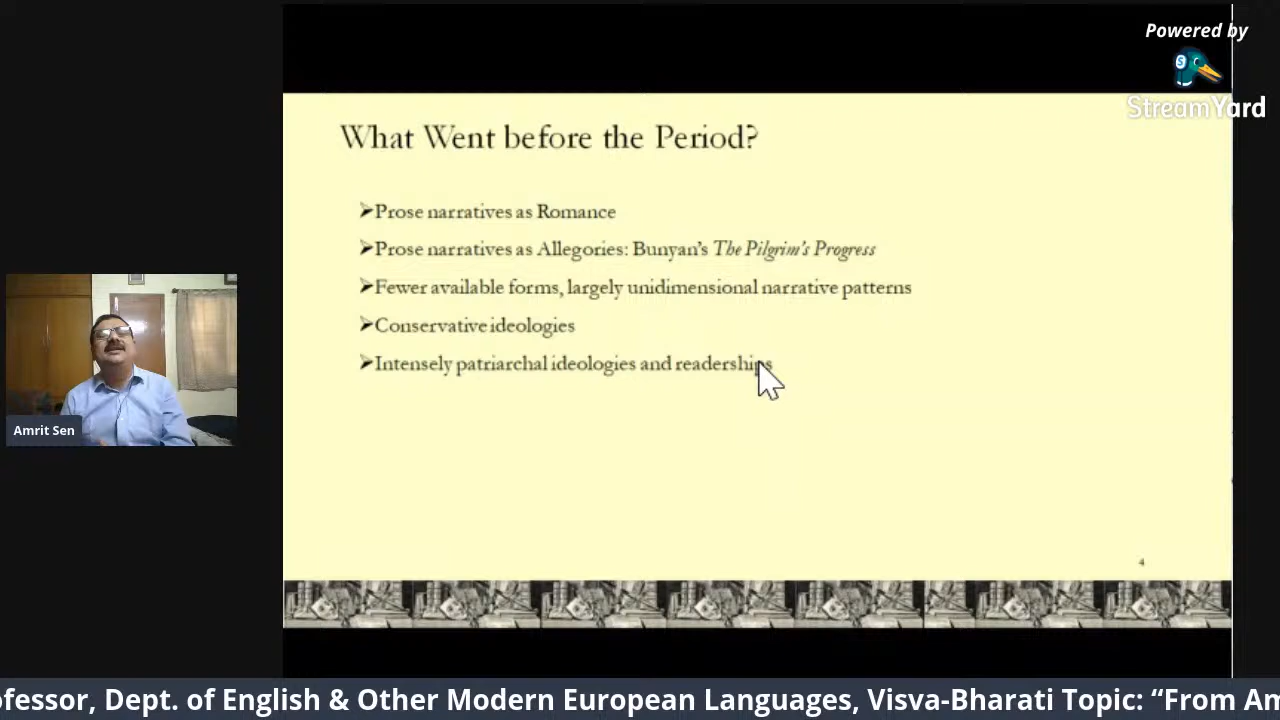 Powered by
StreamYard
What Went before the Period?
➢Prose narratives as Romance
➢Prose narratives as Allegories: Bunyan's The Pilgrim's Progress
➢Fewer available forms, largely unidimensional narrative patterns
➢Conservative ideologies
➢Intensely patriarchal ideologies and readerships
Amrit Sen
4
ofessor, Dept. of English & Other Modern European Languages, Visva-Bharati Topic: “From Am